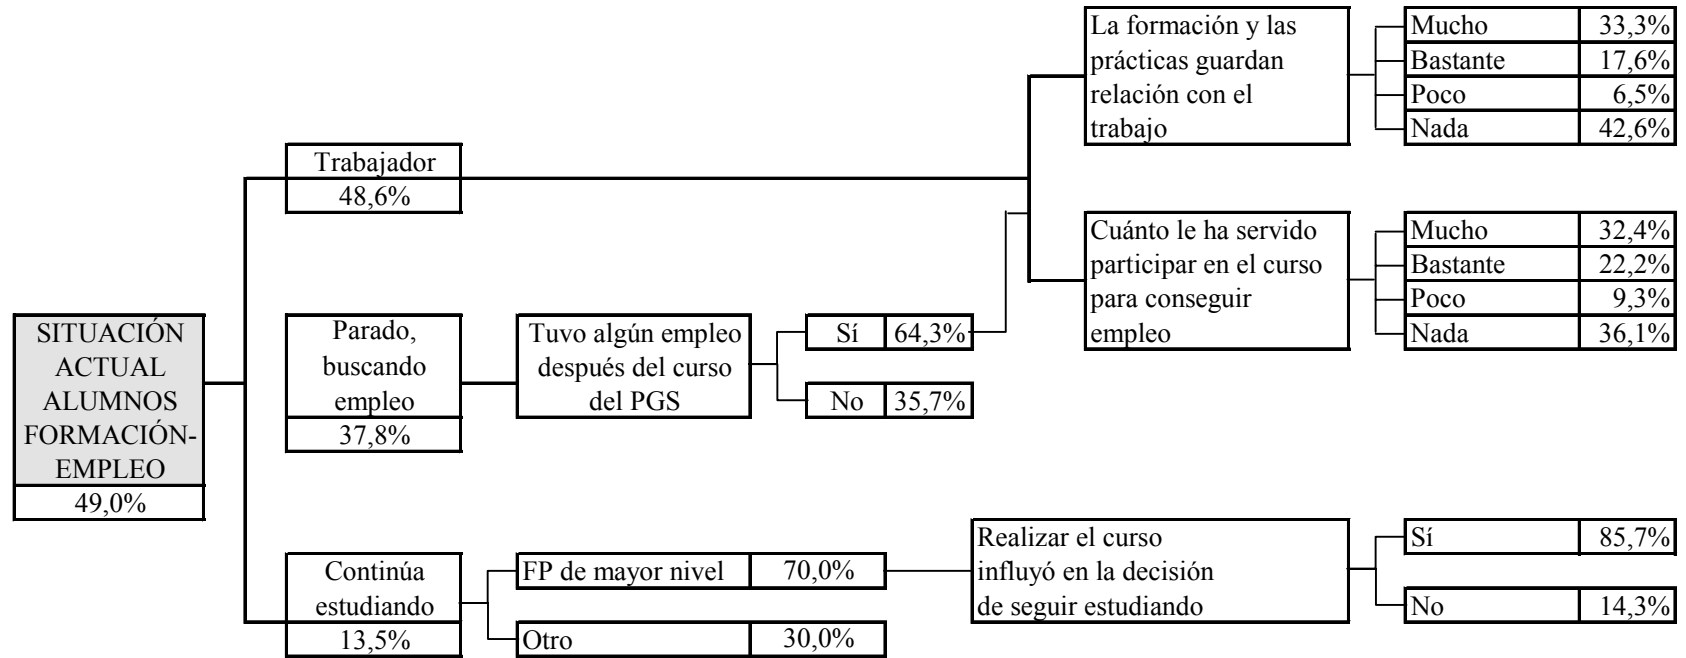 SITUACIÓN
ACTUAL
ALUMNOS
FORMACIÓN-
EMPLEO
49,0%
Trabajador
48,6%
La formación y las
prácticas guardan
relación con el
trabajo
Mucho 33,3%
Bastante 17,6%
Poco 6,5%
Nada 42,6%
Cuánto le ha servido
participar en el curso
para conseguir
empleo
Mucho 32,4%
Bastante 22,2%
Poco 9,3%
Nada 36,1%
Parado,
buscando
empleo
37,8%
Tuvo algún empleo
después del curso
del PGS
Sí 64,3%
No 35,7%
Continúa
estudiando
13,5%
FP de mayor nivel 70,0%
Otro 30,0%
Realizar el curso
influyó en la decisión
de seguir estudiando
Sí 85,7%
No 14,3%